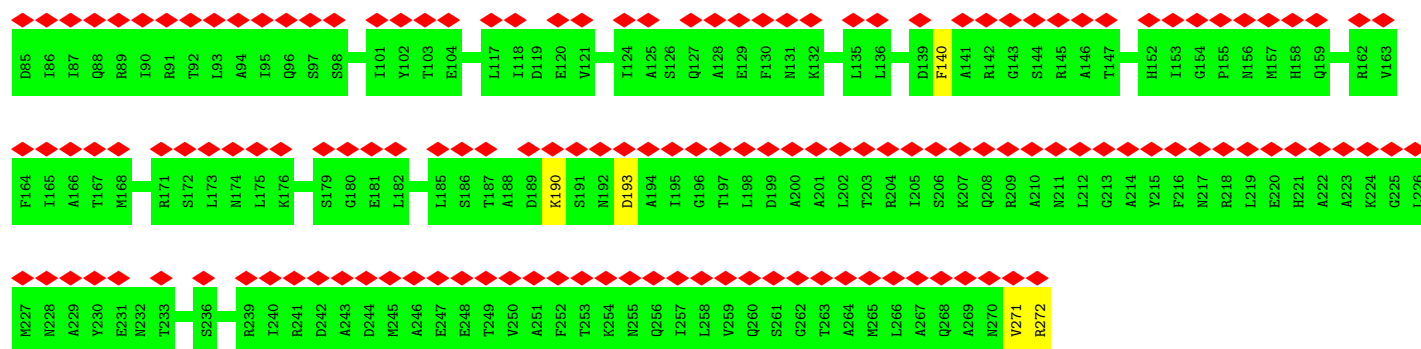 D85 I86 I87 Q88 R89 I90 R91 T92 L93 A94 I95 Q96 S97 S98 I101 Y102 T103 E104 L117 I118 D119 E120 V121 I124 A125 S126 Q127 A128 E129 F130 N131 K132 L135 L136 D139 F140 A141 R142 G143 S144 R145 A146 T147 H152 I153 G154 P155 N156 M157 H158 Q159 R162 V163
F164 I165 A166 T167 M168 R171 S172 L173 N174 L175 K176 S179 G180 E181 L182 L185 S186 T187 A188 D189 K190 S191 N192 D193 A194 I195 G196 T197 L198 D199 A200 A201 L202 T203 R204 I205 S206 K207 Q208 R209 A210 N211 L212 G213 A214 Y215 F216 N217 R218 L219 E220 H221 A222 A223 K224 G225 L226
M227 N228 A229 Y230 E231 N232 T233 S236 R239 I240 R241 D242 A243 D244 M245 A246 E247 E248 T249 V250 A251 F252 T253 K254 N255 Q256 I257 L258 V259 Q260 S261 G262 T263 A264 M265 L266 A267 Q268 A269 N270 V271 R272